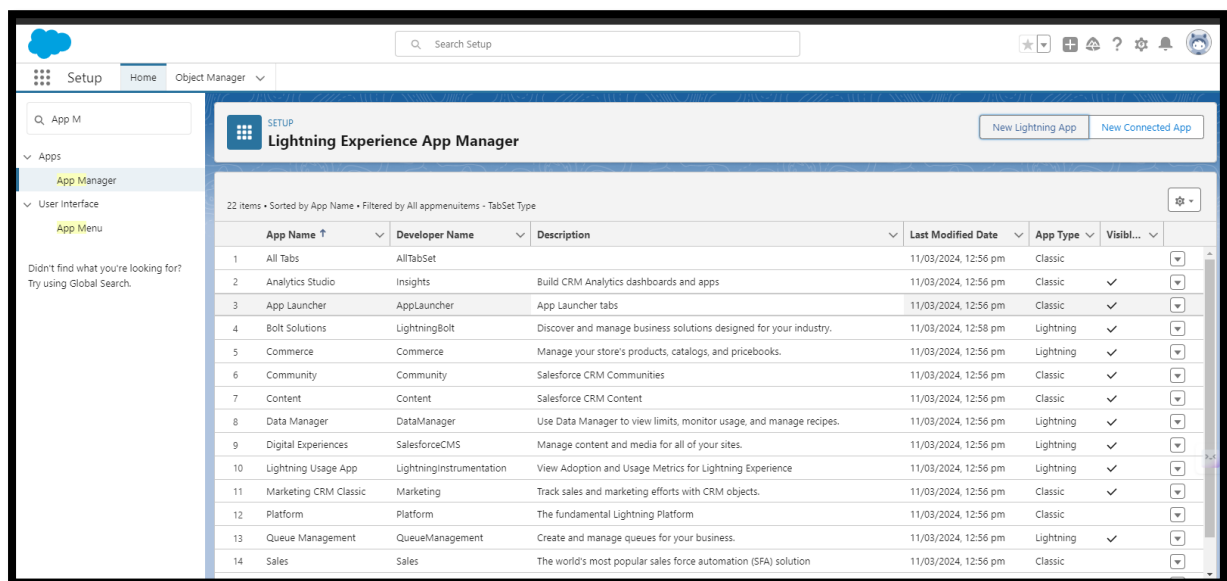 Search Setup
Setup Home Object Manager
App M
Apps
App Manager
User Interface
App Menu
Didn't find what you're looking for?
Try using Global Search.
SETUP
Lightning Experience App Manager
New Lightning App New Connected App
22 items • Sorted by App Name • Filtered by All appmenuitems - TabSet Type
App Name ↑ Developer Name Description Last Modified Date App Type Visibl...
1 All Tabs AllTabSet 11/03/2024, 12:56 pm Classic
2 Analytics Studio Insights Build CRM Analytics dashboards and apps 11/03/2024, 12:56 pm Classic ✓
3 App Launcher AppLauncher App Launcher tabs 11/03/2024, 12:56 pm Classic ✓
4 Bolt Solutions LightningBolt Discover and manage business solutions designed for your industry. 11/03/2024, 12:58 pm Lightning ✓
5 Commerce Commerce Manage your store's products, catalogs, and pricebooks. 11/03/2024, 12:56 pm Lightning ✓
6 Community Community Salesforce CRM Communities 11/03/2024, 12:56 pm Classic ✓
7 Content Content Salesforce CRM Content 11/03/2024, 12:56 pm Classic ✓
8 Data Manager DataManager Use Data Manager to view limits, monitor usage, and manage recipes. 11/03/2024, 12:56 pm Lightning ✓
9 Digital Experiences SalesforceCMS Manage content and media for all of your sites. 11/03/2024, 12:56 pm Lightning ✓
10 Lightning Usage App LightningInstrumentation View Adoption and Usage Metrics for Lightning Experience 11/03/2024, 12:56 pm Lightning ✓
11 Marketing CRM Classic Marketing Track sales and marketing efforts with CRM objects. 11/03/2024, 12:56 pm Classic ✓
12 Platform Platform The fundamental Lightning Platform 11/03/2024, 12:56 pm Classic
13 Queue Management QueueManagement Create and manage queues for your business. 11/03/2024, 12:56 pm Lightning ✓
14 Sales Sales The world's most popular sales force automation (SFA) solution 11/03/2024, 12:56 pm Classic